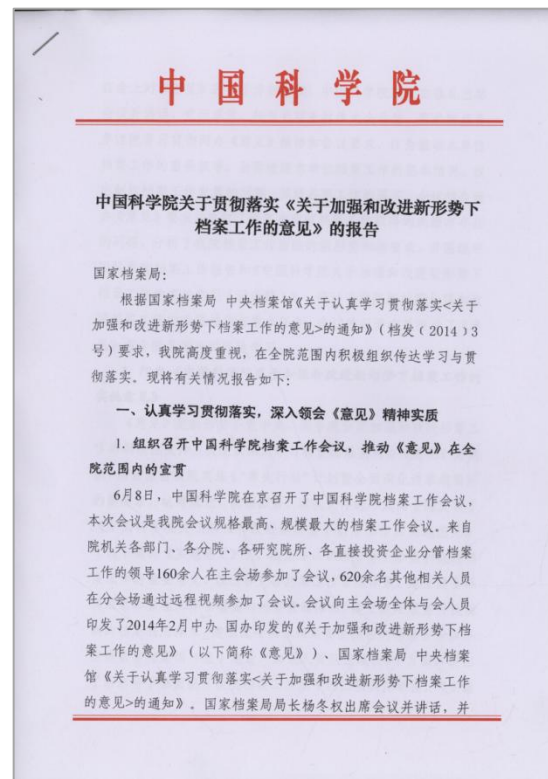 中国科学院
中国科学院关于贯彻落实《关于加强和改进新形势下
档案工作的意见》的报告
国家档案局:
根据国家档案局 中央档案馆《关于认真学习贯彻落实<关于
加强和改进新形势下档案工作的意见>的通知》(档发﹝2014﹞3
号)要求,我院高度重视,在全院范围内积极组织传达学习与贯
彻落实。现将有关情况报告如下:
一、认真学习贯彻落实,深入领会《意见》精神实质
1. 组织召开中国科学院档案工作会议,推动《意见》在全
院范围内的宣贯
6月8日,中国科学院在京召开了中国科学院档案工作会议,
本次会议是我院会议规格最高、规模最大的档案工作会议。来自
院机关各部门、各分院、各研究院所、各直接投资企业分管档案
工作的领导160余人在主会场参加了会议,620余名其他相关人员
在分会场通过远程视频参加了会议。会议向主会场全体与会人员
印发了2014年2月中办 国办印发的《关于加强和改进新形势下档
案工作的意见》(以下简称《意见》)、国家档案局 中央档案
馆《关于认真学习贯彻落实<关于加强和改进新形势下档案工作
的意见>的通知》。国家档案局局长杨冬权出席会议并讲话,并